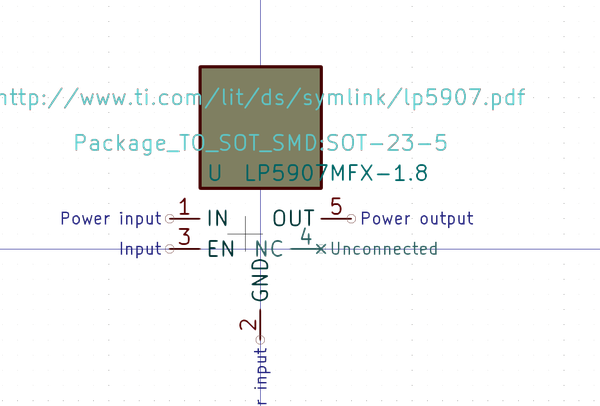 http://www.ti.com/lit/ds/symlink/lp5907.pdf
Package_TO_SOT_SMD:SOT-23-5
U LP5907MFX-1.8
Power input 1 IN OUT 5 Power output
Input 3 EN NC 4 Unconnected
GND
2
input